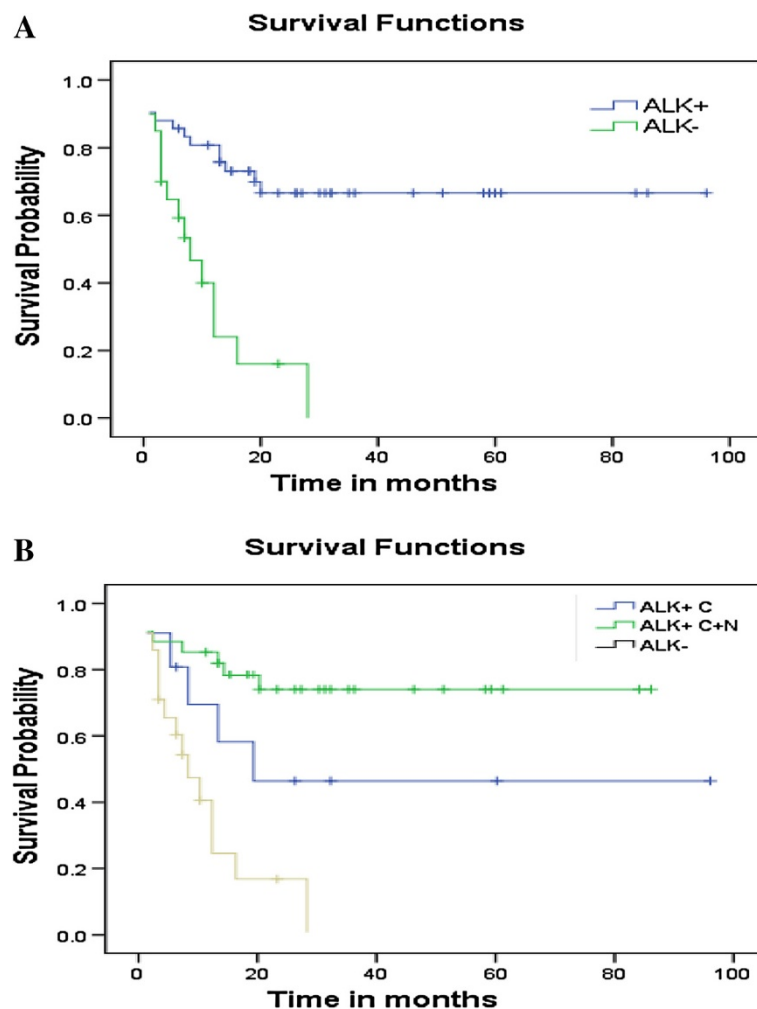 A
Survival Functions
ALK+
ALK-
Survival Probability
1.0
0.8
0.6
0.4
0.2
0.0
0 20 40 60 80 100
Time in months
B
Survival Functions
ALK+ C
ALK+ C+N
ALK-
Survival Probability
1.0
0.8
0.6
0.4
0.2
0.0
0 20 40 60 80 100
Time in months